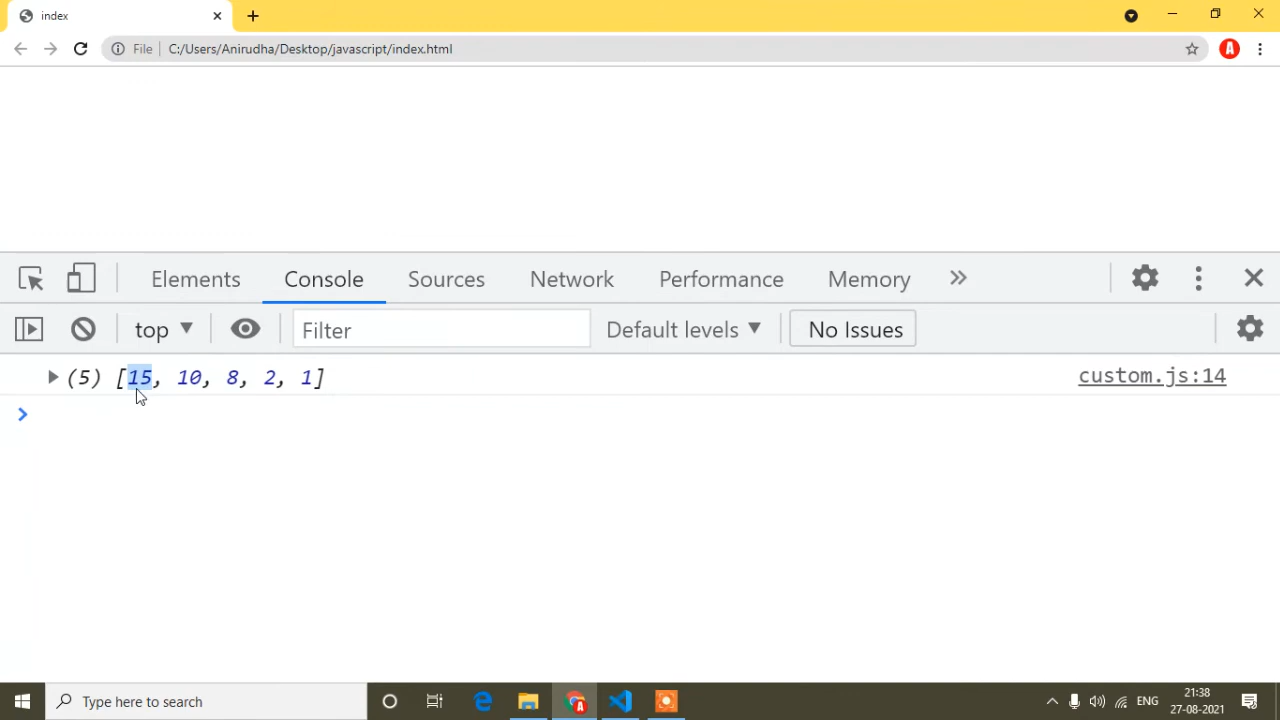 index
File C:/Users/Anirudha/Desktop/javascript/index.html
A
Elements Console Sources Network Performance Memory »
top Filter Default levels No Issues
(5) [15, 10, 8, 2, 1] custom.js:14
Type here to search
A
ENG
21:38
27-08-2021